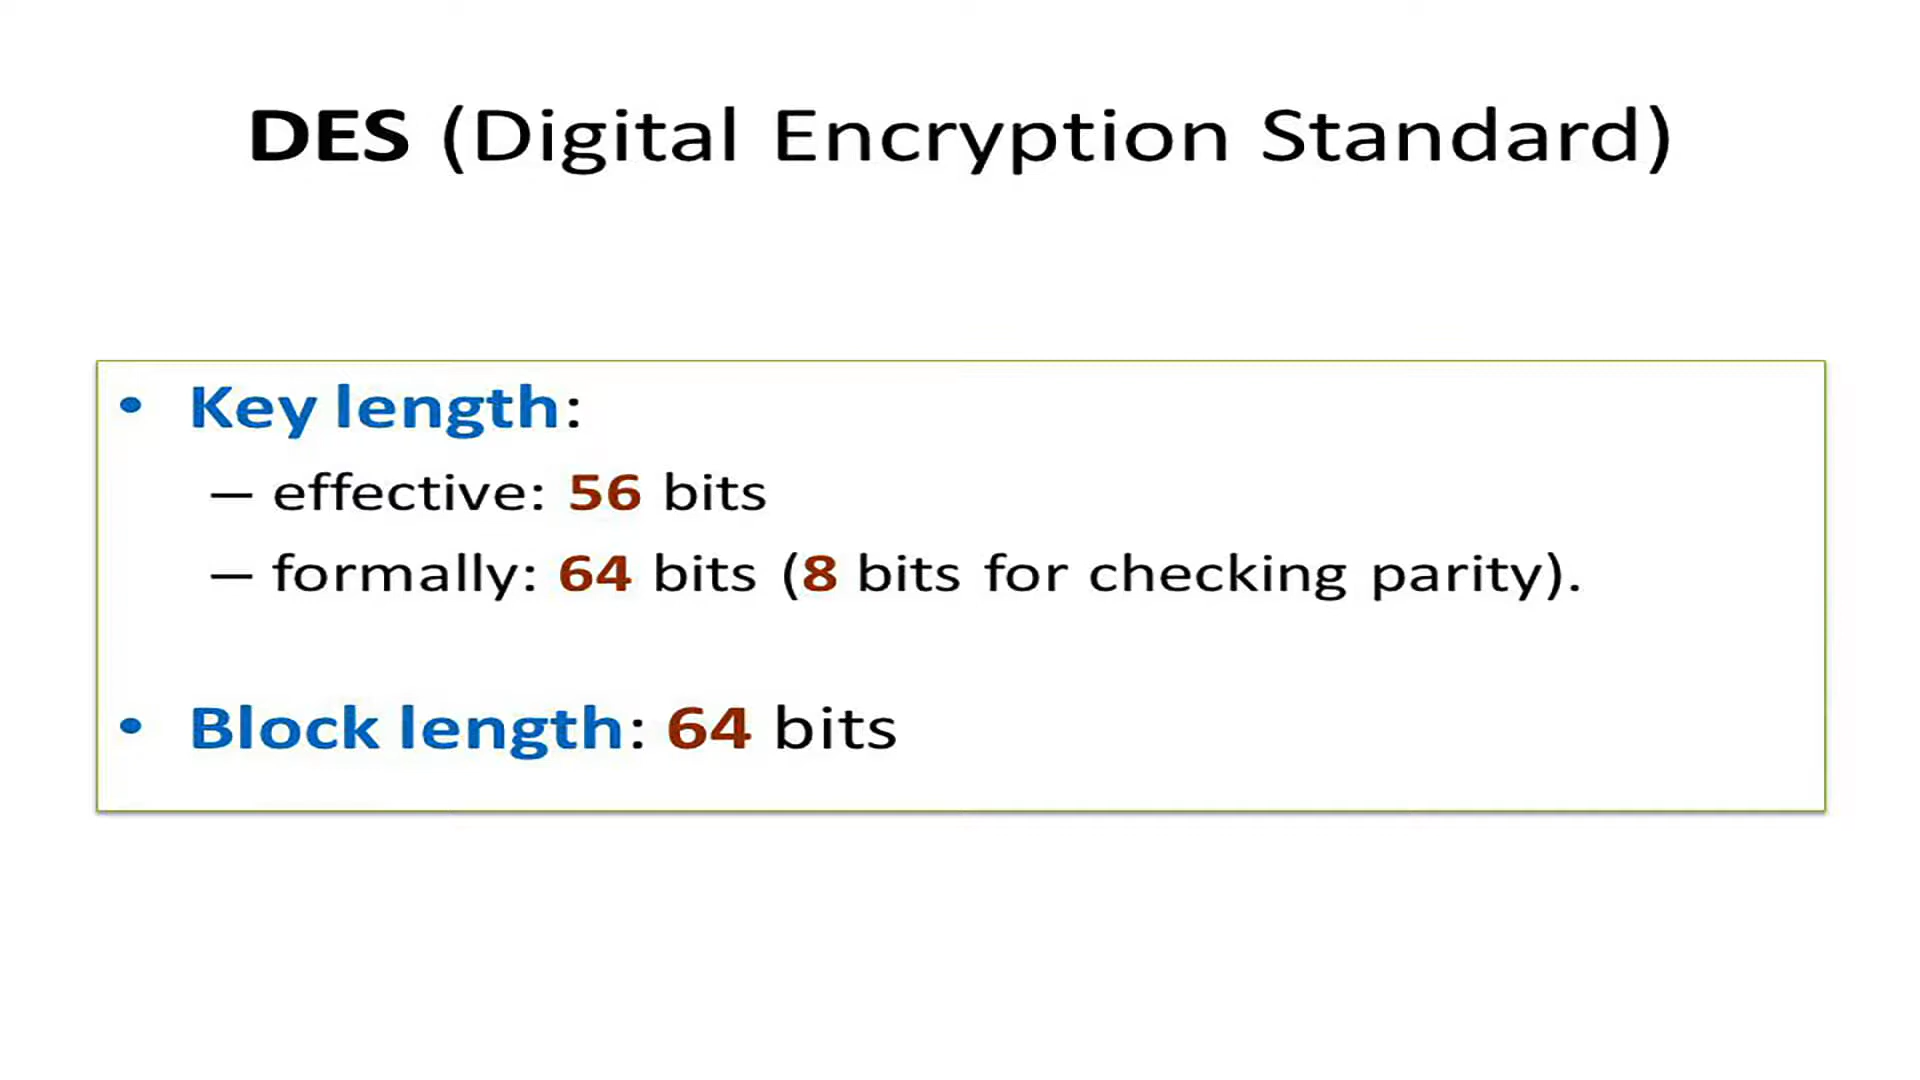 DES (Digital Encryption Standard)
• Key length:
– effective: 56 bits
– formally: 64 bits (8 bits for checking parity).
• Block length: 64 bits